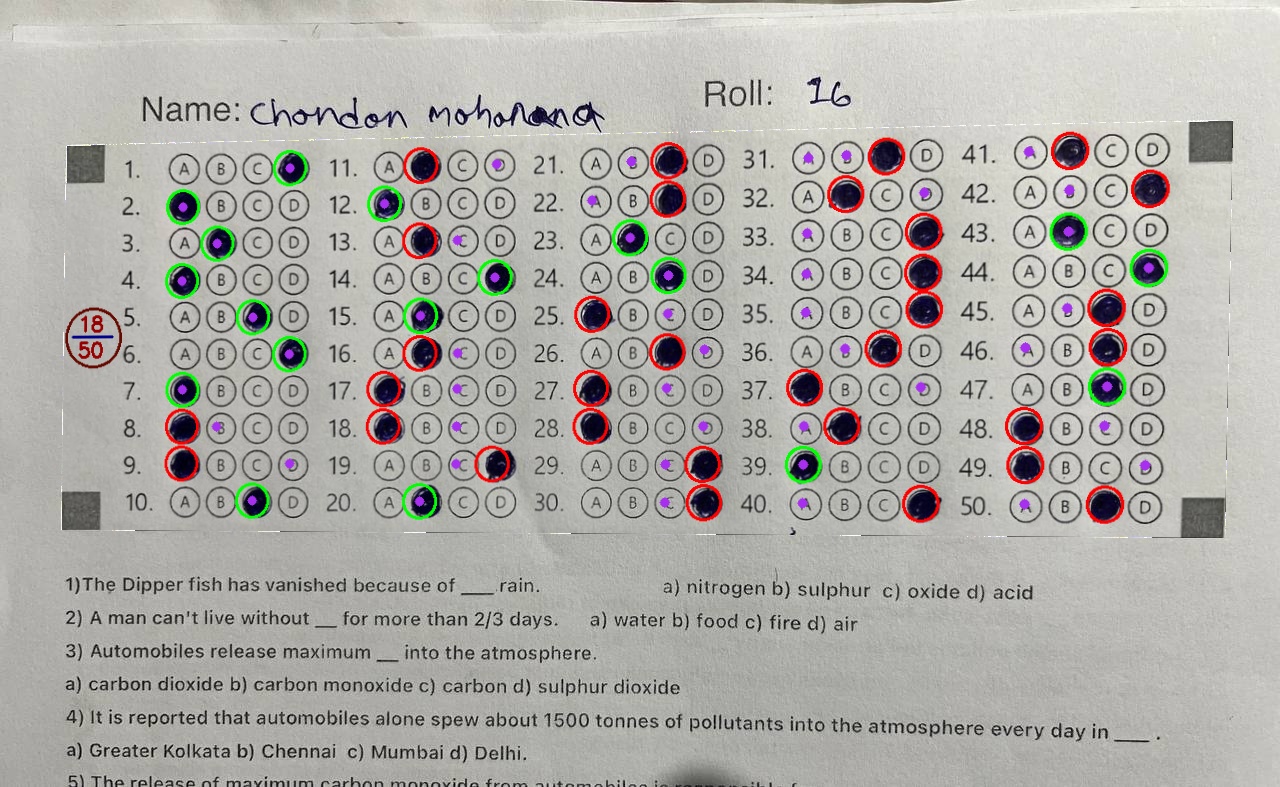 Name: Chondon mohanana
Roll: 16
1. A B C 11. A C D 21. A B D 31. A B D 41. A C D
2. B C D 12. B C D 22. A B D 32. A C D 42. A B C
3. A C D 13. A C D 23. A C D 33. A B C 43. A C D
4. B C D 14. A B C 24. A B D 34. A B C 44. A B C
5. A B D 15. A C D 25. B C D 35. A B C 45. A B D
18
50
6. A B C 16. A C D 26. A B D 36. A B D 46. A B D
7. B C D 17. B C D 27. B C D 37. B C D 47. A B D
8. B C D 18. B C D 28. B C D 38. A C D 48. B C D
9. B C D 19. A B C 29. A B C 39. B C D 49. B C D
10. A B D 20. A C D 30. A B C 40. A B C 50. A B D
1)The Dipper fish has vanished because of ___ rain. a) nitrogen b) sulphur c) oxide d) acid
2) A man can't live without __ for more than 2/3 days. a) water b) food c) fire d) air
3) Automobiles release maximum __ into the atmosphere.
a) carbon dioxide b) carbon monoxide c) carbon d) sulphur dioxide
4) It is reported that automobiles alone spew about 1500 tonnes of pollutants into the atmosphere every day in ___ .
a) Greater Kolkata b) Chennai c) Mumbai d) Delhi.
5) The release of maximum carbon monoxide from automobiles is